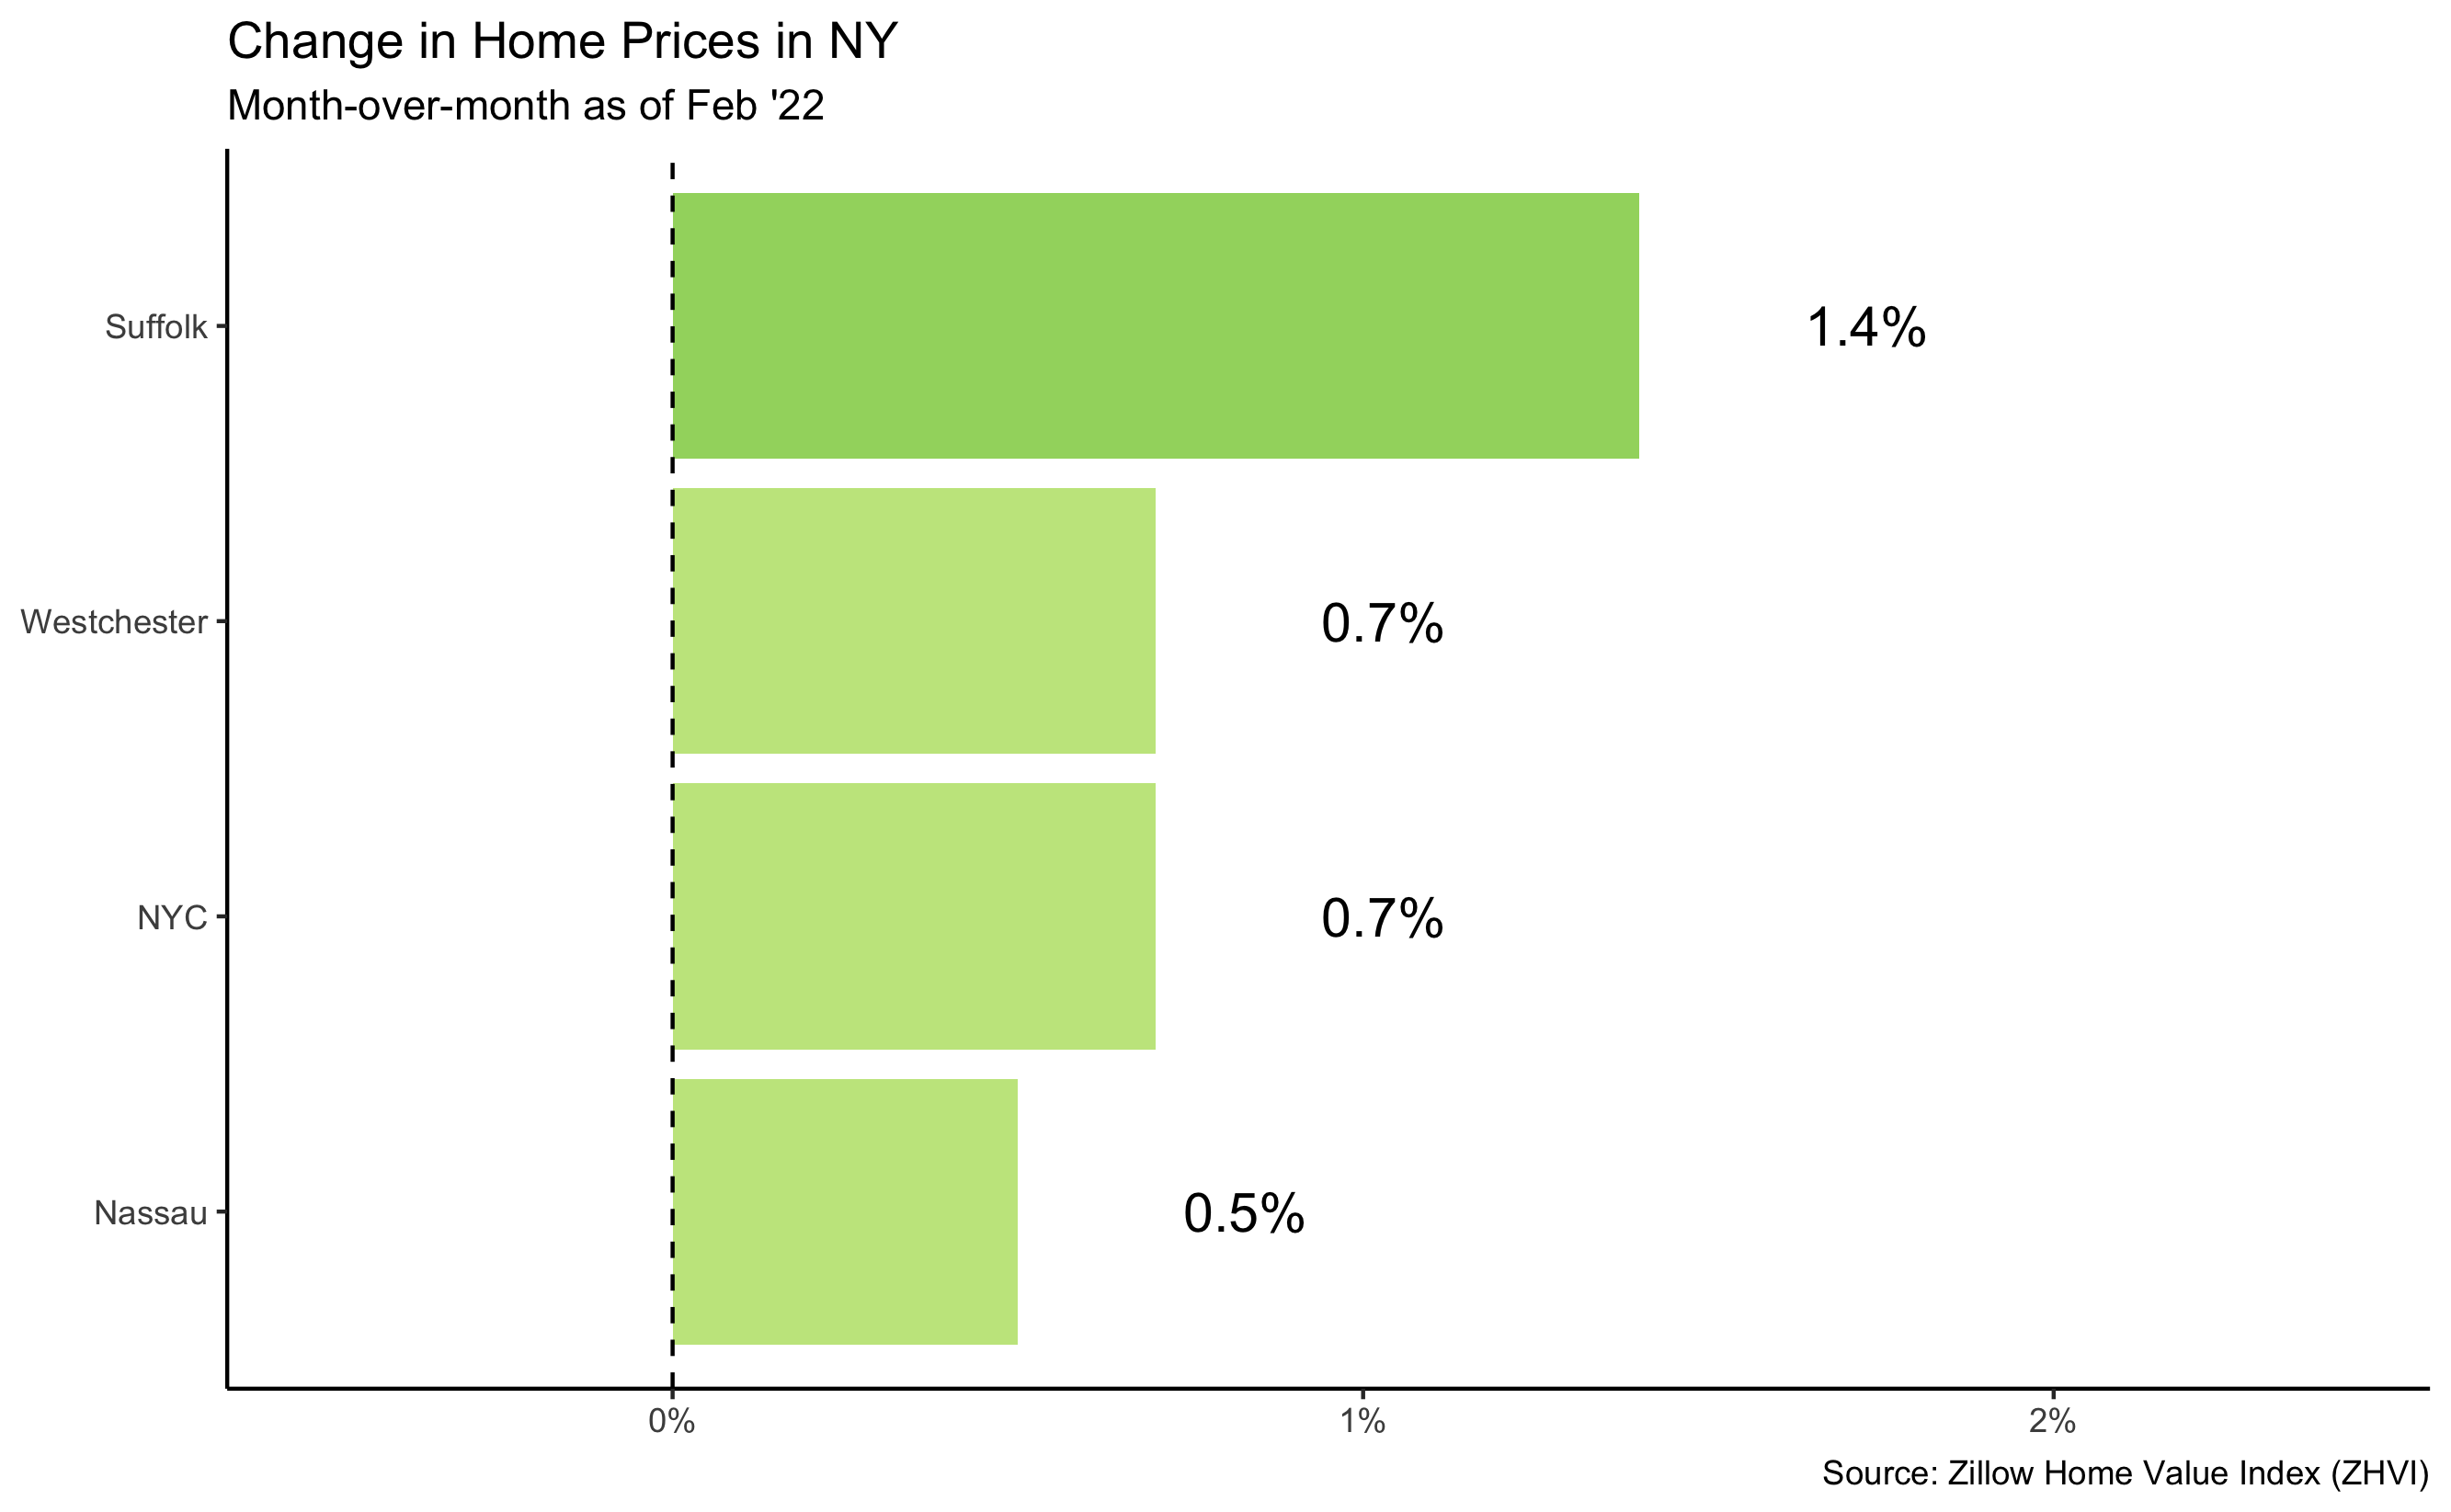 Change in Home Prices in NY
Month-over-month as of Feb '22
Suffolk
1.4%
Westchester
0.7%
NYC
0.7%
Nassau
0.5%
0%
1%
2%
Source: Zillow Home Value Index (ZHVI)